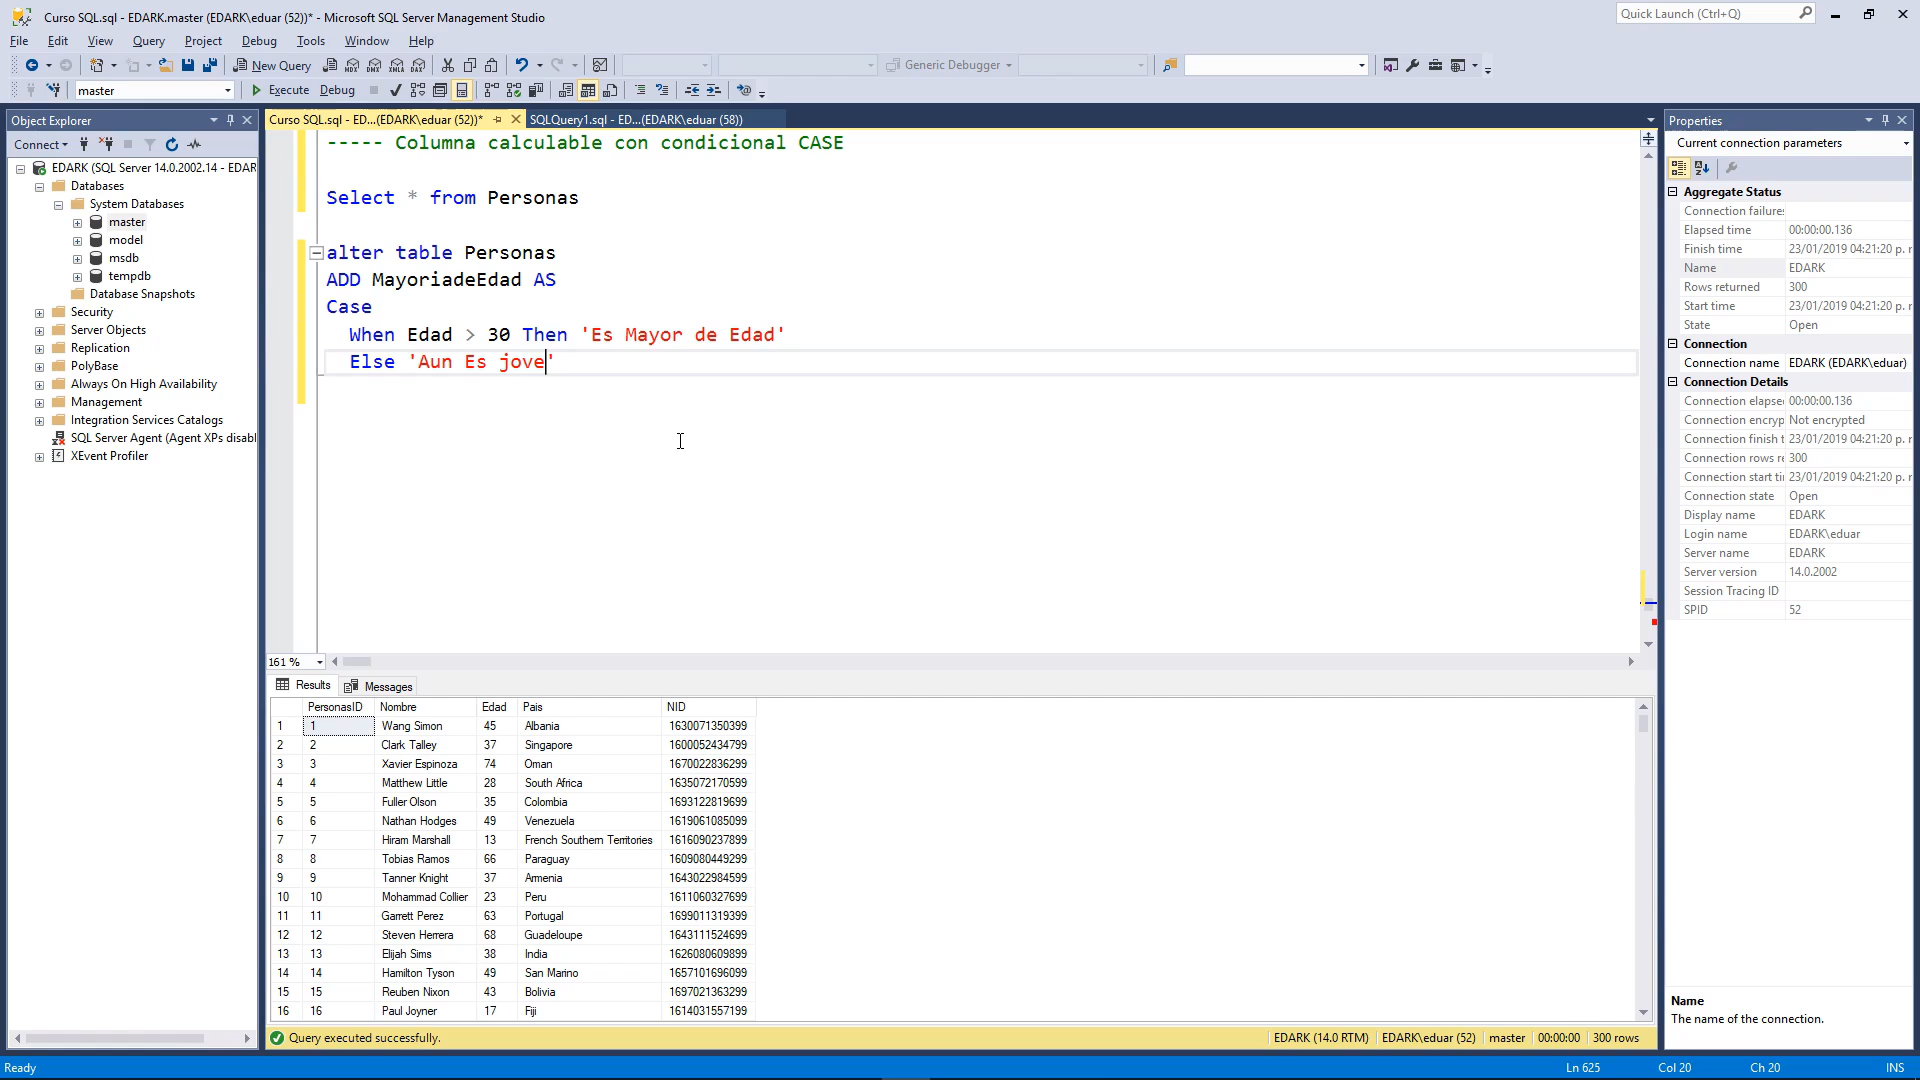 Curso SQL.sql - EDARK.master (EDARK\eduar (52))* - Microsoft SQL Server Management Studio
Quick Launch (Ctrl+Q)
File Edit View Query Project Debug Tools Window Help
New Query
Generic Debugger
master
Execute Debug
Object Explorer
Connect
EDARK (SQL Server 14.0.2002.14 - EDAR
Databases
System Databases
master
model
msdb
tempdb
Database Snapshots
Security
Server Objects
Replication
PolyBase
Always On High Availability
Management
Integration Services Catalogs
SQL Server Agent (Agent XPs disabl
XEvent Profiler
Curso SQL.sql - ED...(EDARK\eduar (52))*
SQLQuery1.sql - ED...(EDARK\eduar (58))
----- Columna calculable con condicional CASE
Select * from Personas
alter table Personas
ADD MayoriadeEdad AS
Case
When Edad > 30 Then 'Es Mayor de Edad'
Else 'Aun Es jove'
161 %
Results Messages
PersonasID Nombre Edad Pais NID
1 1 Wang Simon 45 Albania 1630071350399
2 2 Clark Talley 37 Singapore 1600052434799
3 3 Xavier Espinoza 74 Oman 1670022836299
4 4 Matthew Little 28 South Africa 1635072170599
5 5 Fuller Olson 35 Colombia 1693122819699
6 6 Nathan Hodges 49 Venezuela 1619061085099
7 7 Hiram Marshall 13 French Southern Territories 1616090237899
8 8 Tobias Ramos 66 Paraguay 1609080449299
9 9 Tanner Knight 37 Armenia 1643022984599
10 10 Mohammad Collier 23 Peru 1611060327699
11 11 Garrett Perez 63 Portugal 1699011319399
12 12 Steven Herrera 68 Guadeloupe 1643111524699
13 13 Elijah Sims 38 India 1626080609899
14 14 Hamilton Tyson 49 San Marino 1657101696099
15 15 Reuben Nixon 43 Bolivia 1697021363299
16 16 Paul Joyner 17 Fiji 1614031557199
Query executed successfully.
EDARK (14.0 RTM) EDARK\eduar (52) master 00:00:00 300 rows
Properties
Current connection parameters
Aggregate Status
Connection failures
Elapsed time 00:00:00.136
Finish time 23/01/2019 04:21:20 p. r
Name EDARK
Rows returned 300
Start time 23/01/2019 04:21:20 p. r
State Open
Connection
Connection name EDARK (EDARK\eduar)
Connection Details
Connection elapse 00:00:00.136
Connection encryp Not encrypted
Connection finish t 23/01/2019 04:21:20 p. r
Connection rows re 300
Connection start ti 23/01/2019 04:21:20 p. r
Connection state Open
Display name EDARK
Login name EDARK\eduar
Server name EDARK
Server version 14.0.2002
Session Tracing ID
SPID 52
Name
The name of the connection.
Ready
Ln 625 Col 20 Ch 20 INS